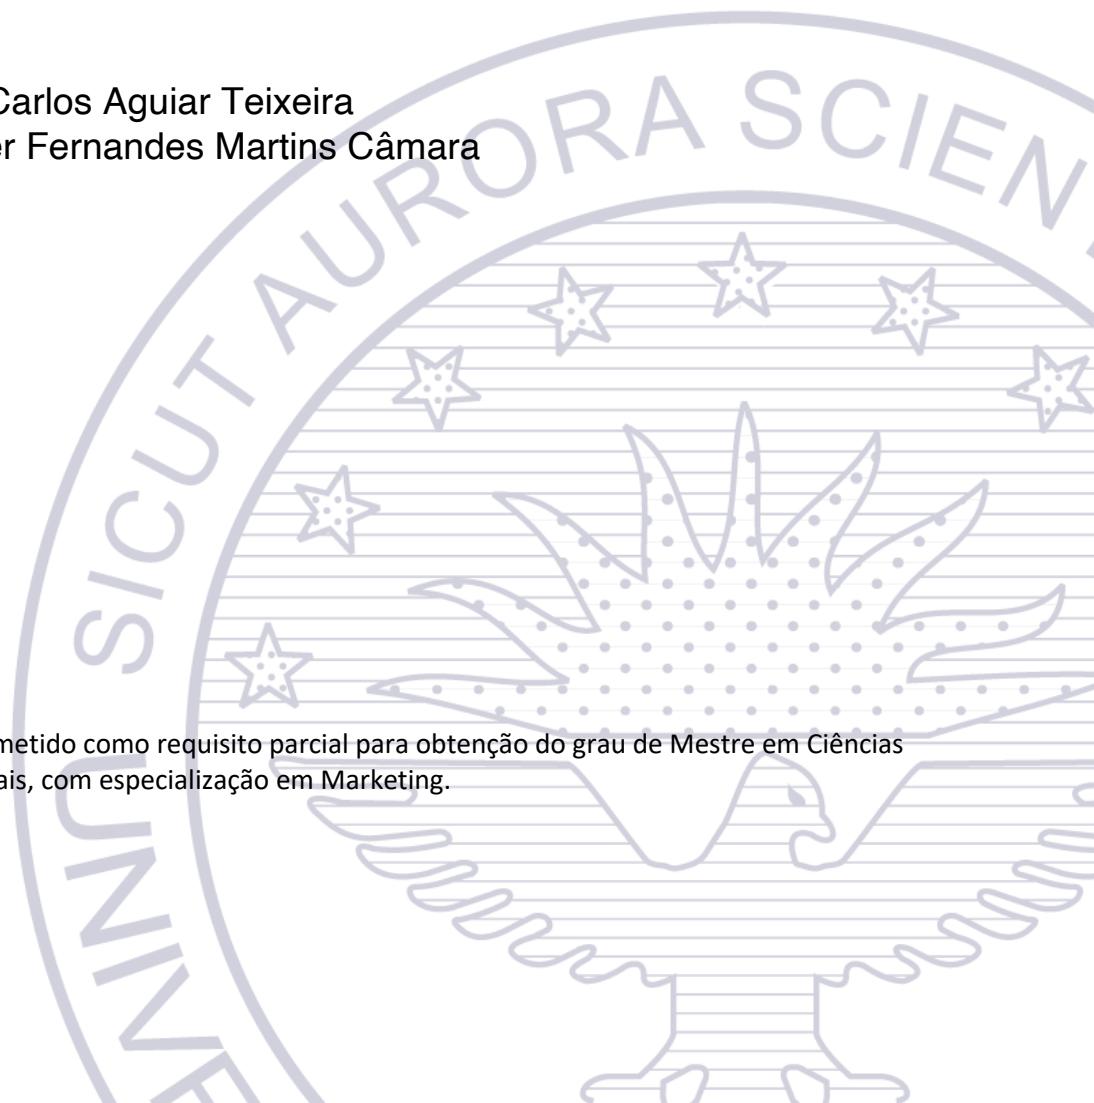 Carlos Aguiar Teixeira
er Fernandes Martins Câmara
SICUT AURORA SCIEN
metido como requisito parcial para obtenção do grau de Mestre em Ciências
ais, com especialização em Marketing.
UNIVE